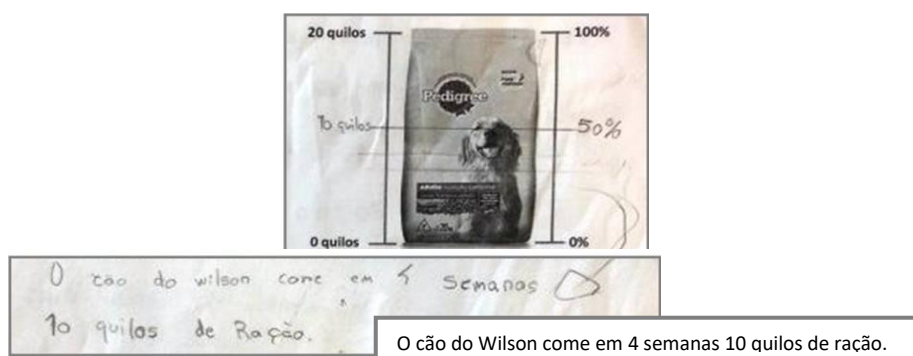 20 quilos 100%
Pedigree
10 quilos 50%
0 quilos 0%
O cão do wilson come em 4 semanas
10 quilos de Ração.
O cão do Wilson come em 4 semanas 10 quilos de ração.